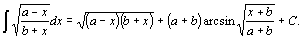 ∫ √((a − x)/(b + x)) dx = √((a − x)(b + x)) + (a + b) arcsin √((x + b)/(a + b)) + C.